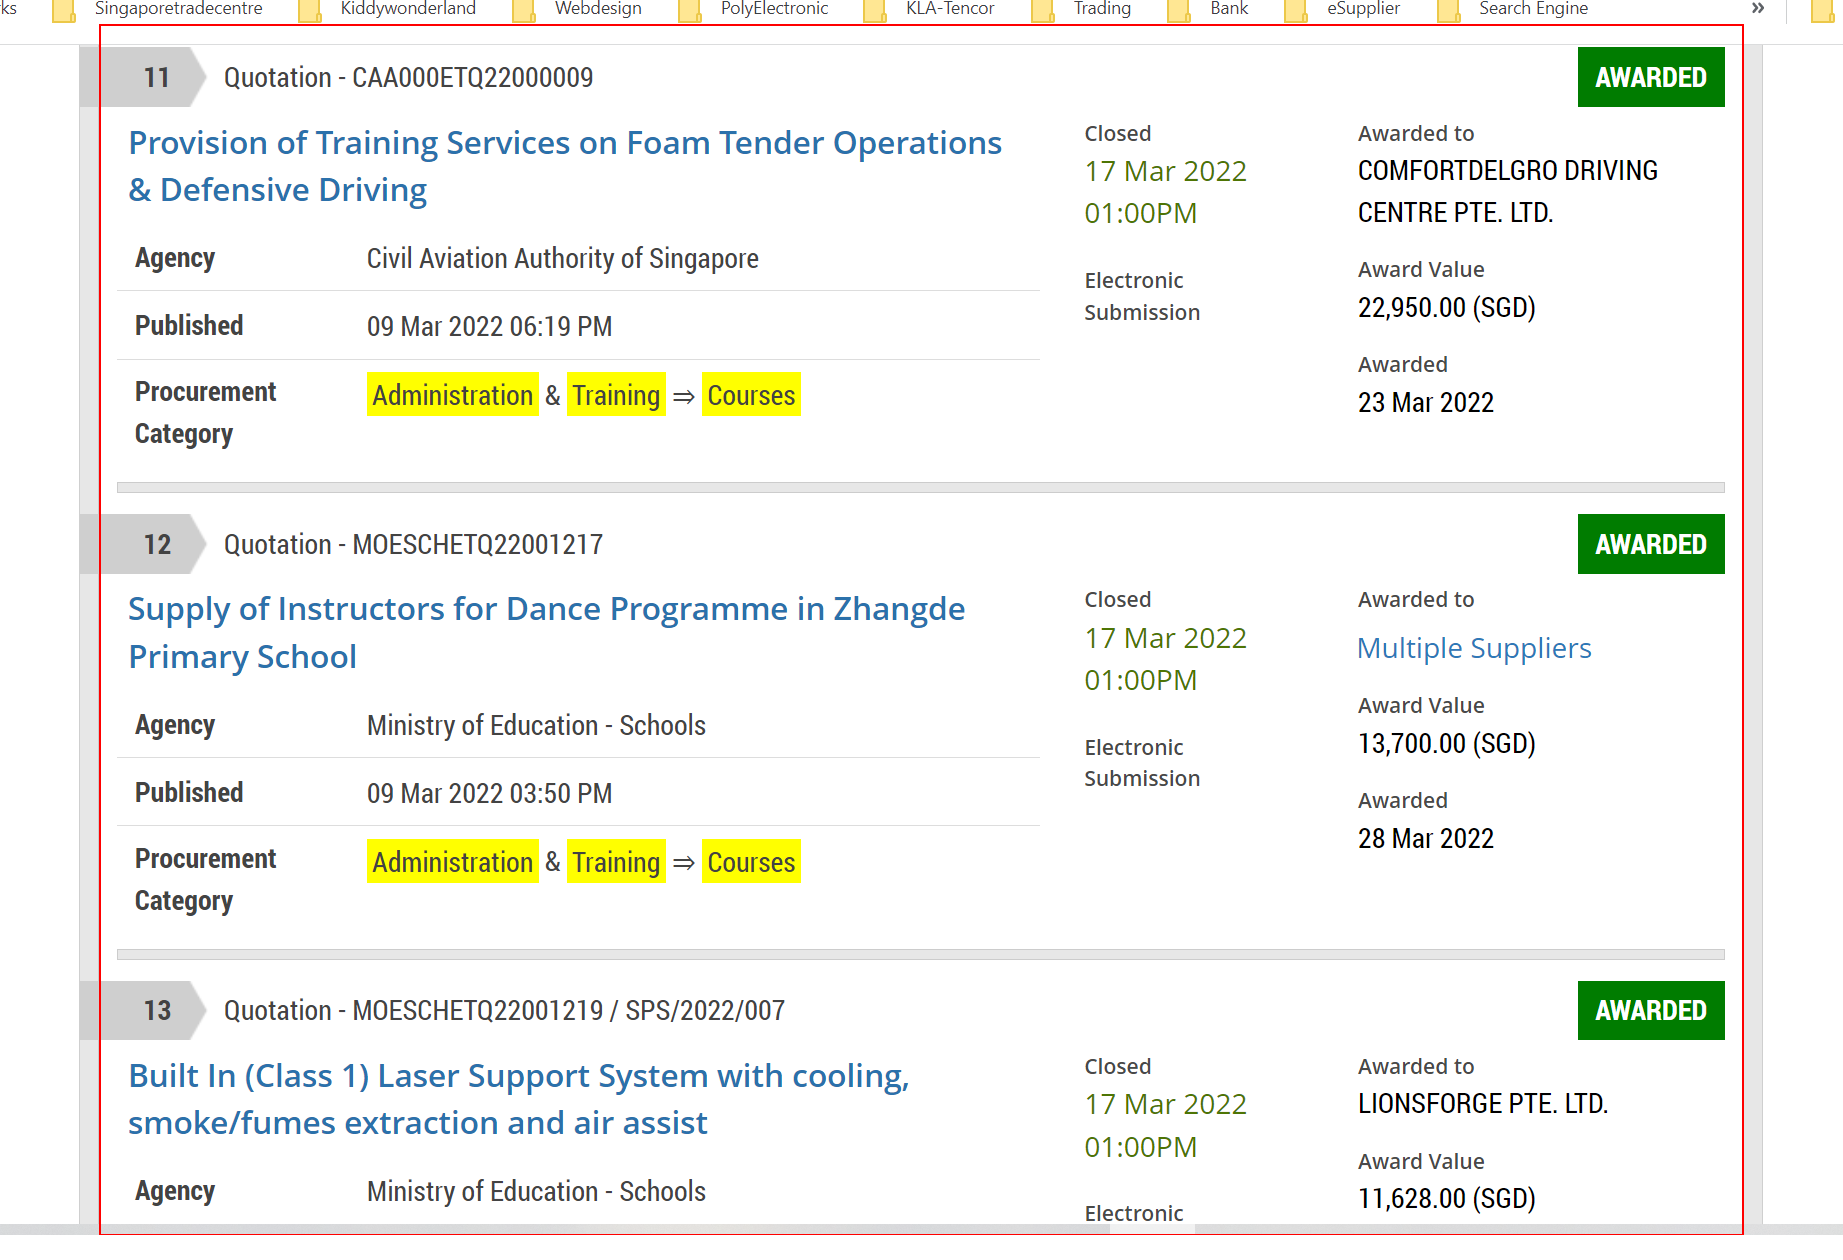 ks Singaporetradecentre Kiddywonderland Webdesign PolyElectronic KLA-Tencor Trading Bank eSupplier Search Engine »
11 Quotation - CAA000ETQ22000009 AWARDED
Provision of Training Services on Foam Tender Operations
& Defensive Driving
Agency Civil Aviation Authority of Singapore
Published 09 Mar 2022 06:19 PM
Procurement
Category
Administration & Training ⇒ Courses
Closed
17 Mar 2022
01:00PM
Electronic
Submission
Awarded to
COMFORTDELGRO DRIVING
CENTRE PTE. LTD.
Award Value
22,950.00 (SGD)
Awarded
23 Mar 2022
12 Quotation - MOESCHETQ22001217 AWARDED
Supply of Instructors for Dance Programme in Zhangde
Primary School
Agency Ministry of Education - Schools
Published 09 Mar 2022 03:50 PM
Procurement
Category
Administration & Training ⇒ Courses
Closed
17 Mar 2022
01:00PM
Electronic
Submission
Awarded to
Multiple Suppliers
Award Value
13,700.00 (SGD)
Awarded
28 Mar 2022
13 Quotation - MOESCHETQ22001219 / SPS/2022/007 AWARDED
Built In (Class 1) Laser Support System with cooling,
smoke/fumes extraction and air assist
Agency Ministry of Education - Schools
Closed
17 Mar 2022
01:00PM
Electronic
Awarded to
LIONSFORGE PTE. LTD.
Award Value
11,628.00 (SGD)